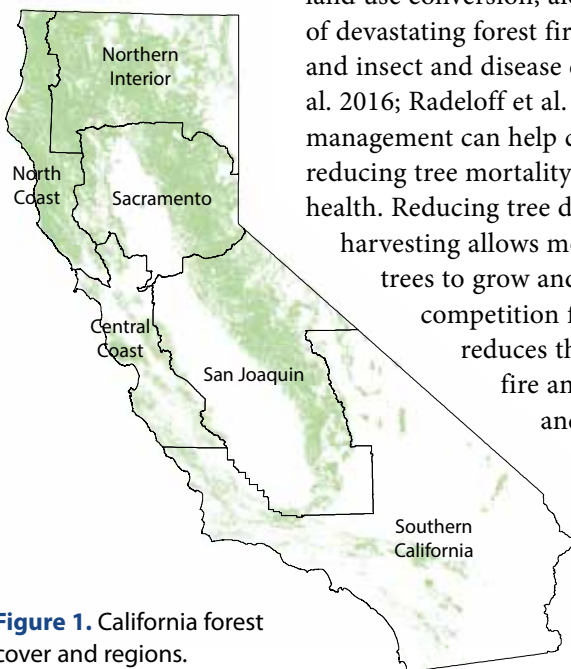 land use conversion, al
of devastating forest fir
and insect and disease
al. 2016; Radeloff et al.
management can help c
reducing tree mortality
health. Reducing tree d
harvesting allows m
trees to grow and
competition f
reduces th
fire an
and
Northern
Interior
North
Coast
Sacramento
Central
Coast
San Joaquin
Southern
California
Figure 1. California forest
cover and regions.